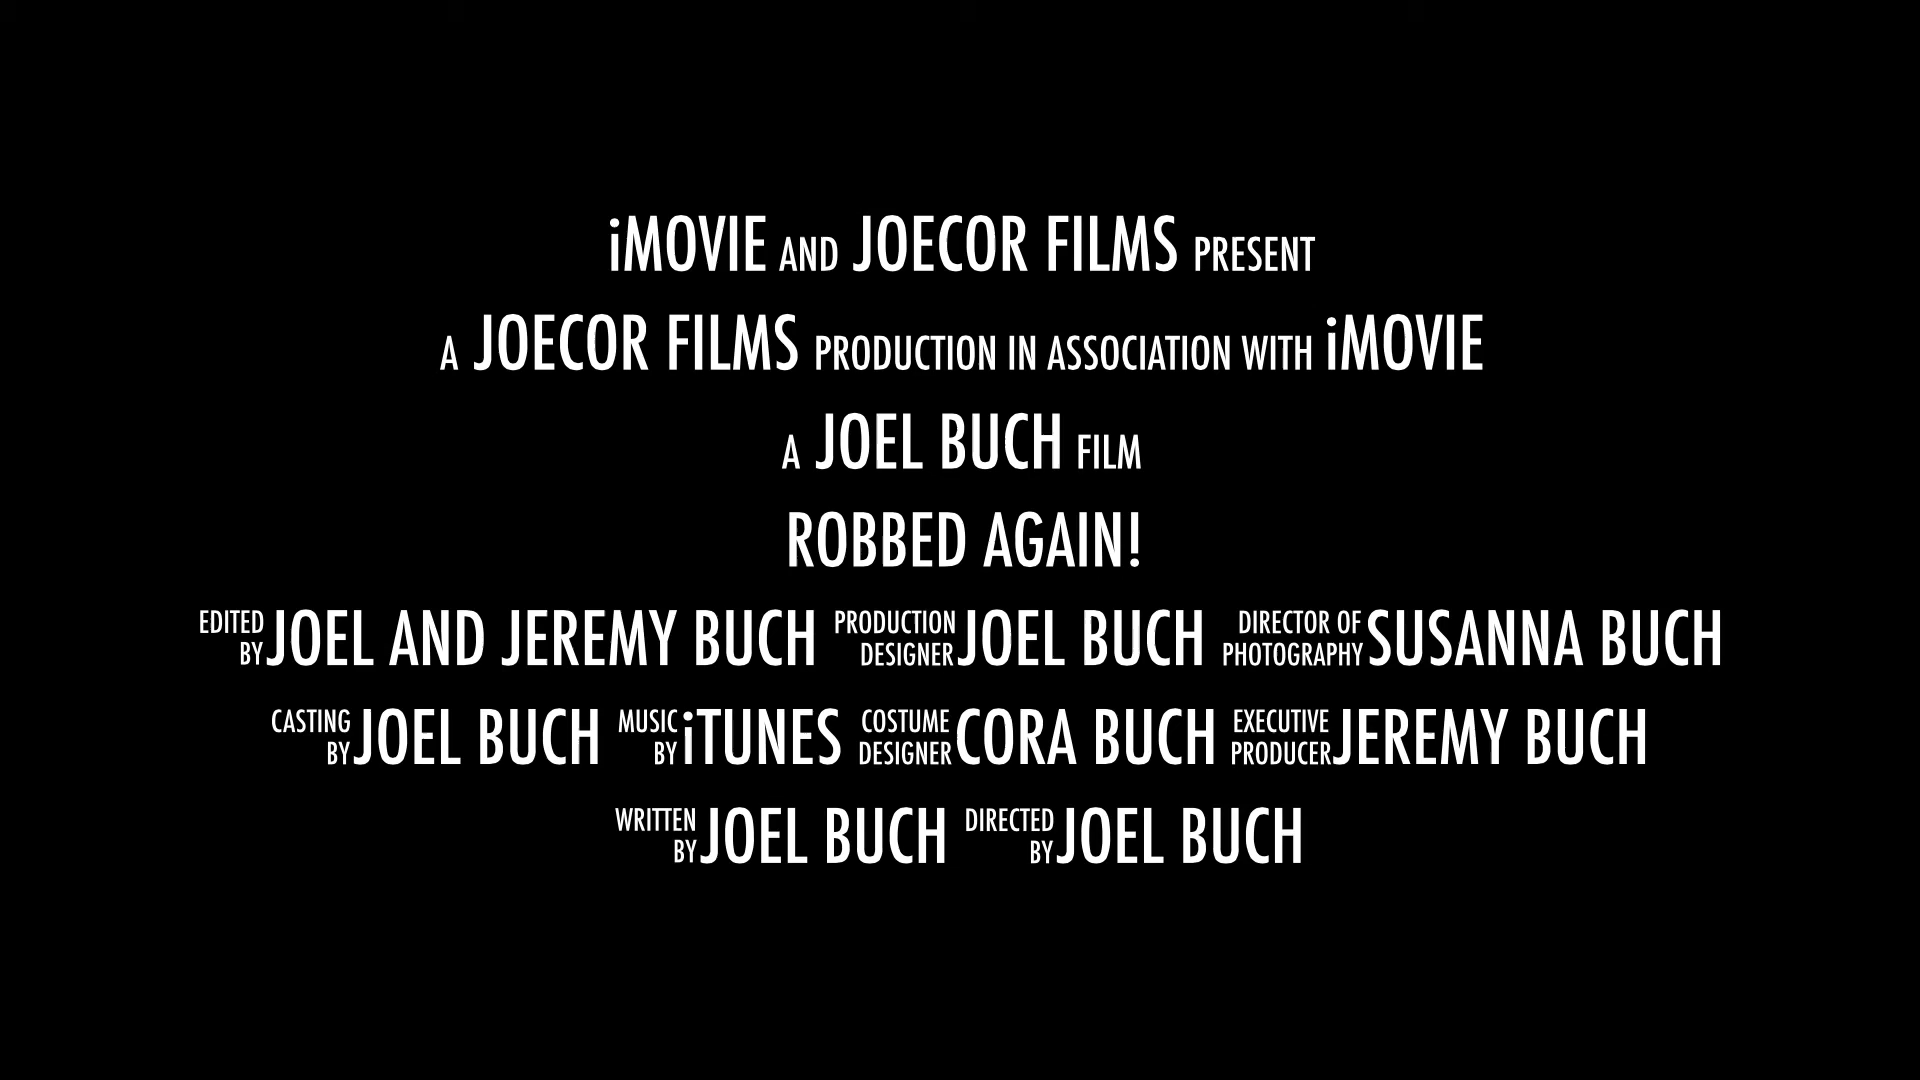 iMOVIE AND JOECOR FILMS PRESENT
A JOECOR FILMS PRODUCTION IN ASSOCIATION WITH iMOVIE
A JOEL BUCH FILM
ROBBED AGAIN!
EDITED BY JOEL AND JEREMY BUCH PRODUCTION DESIGNER JOEL BUCH DIRECTOR OF PHOTOGRAPHY SUSANNA BUCH
CASTING BY JOEL BUCH MUSIC BY iTUNES COSTUME DESIGNER CORA BUCH EXECUTIVE PRODUCER JEREMY BUCH
WRITTEN BY JOEL BUCH DIRECTED BY JOEL BUCH